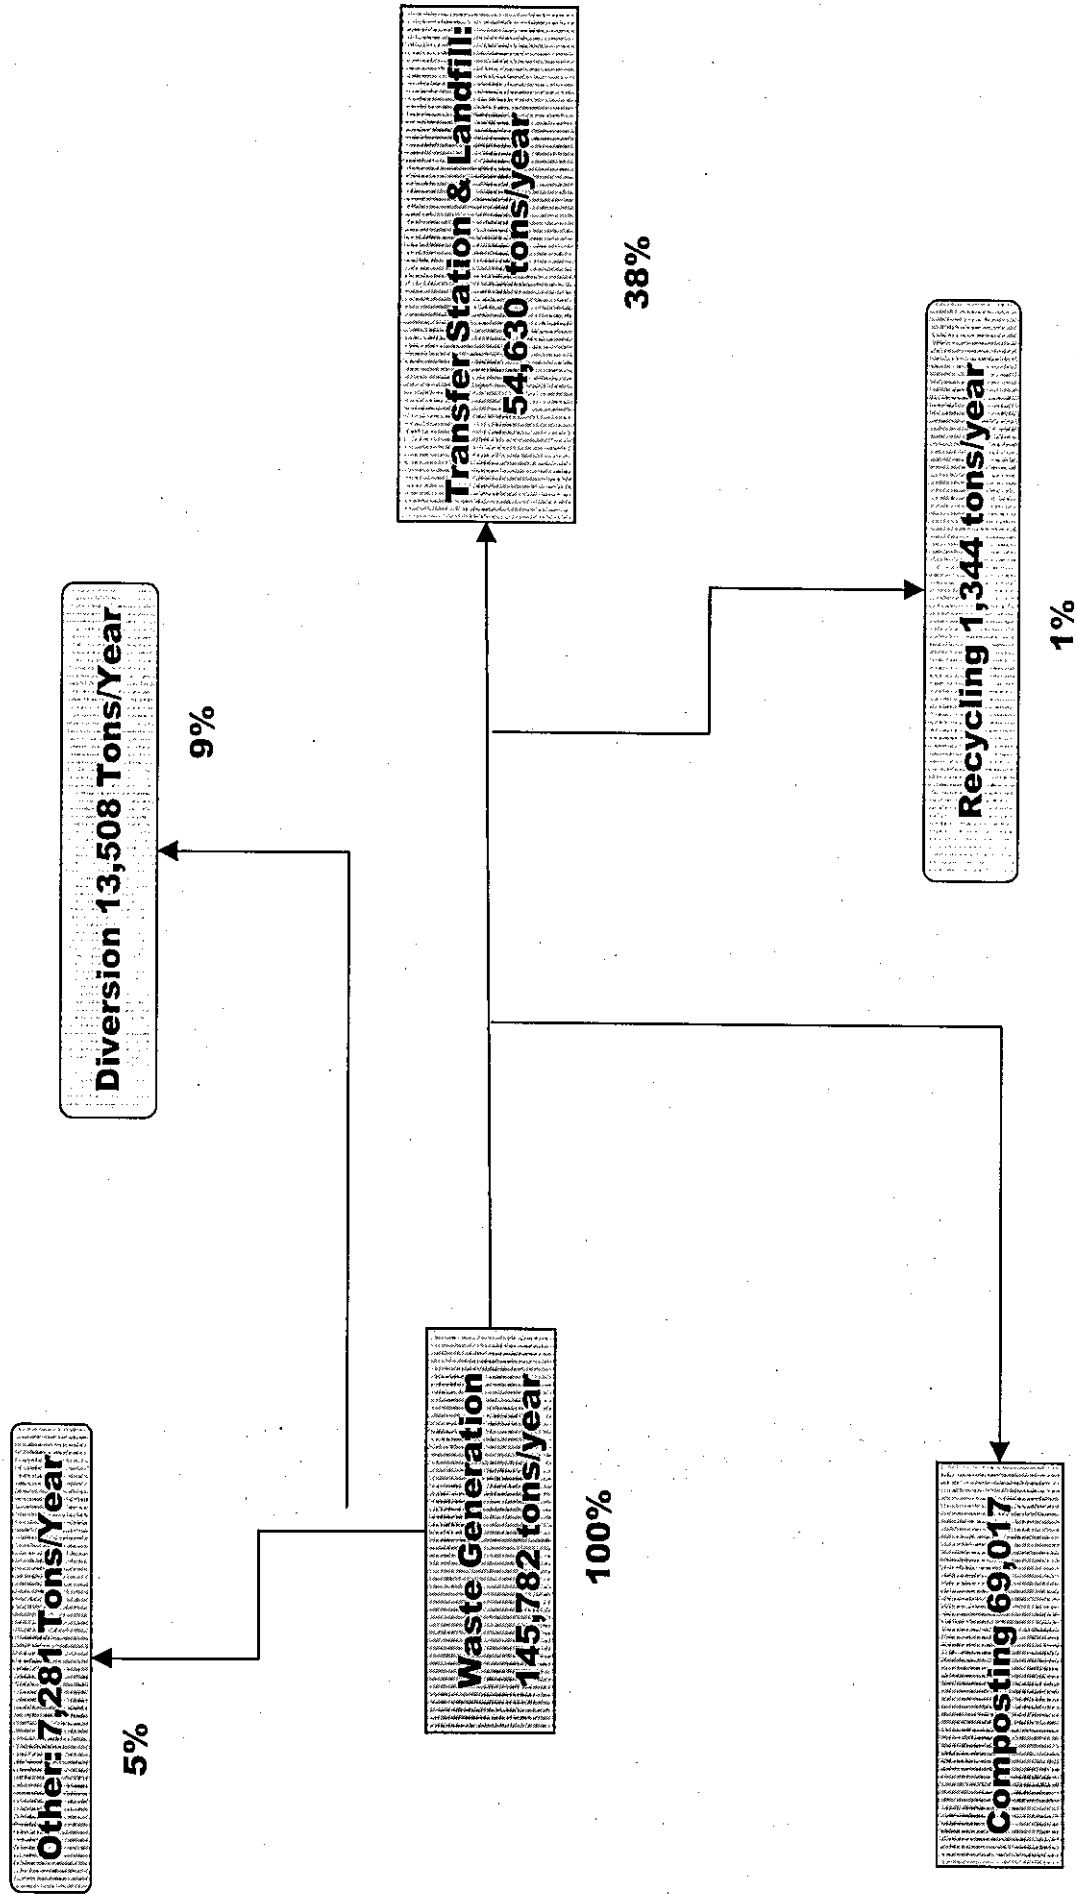 Other: 7,281 Tons/Year
5%
Diversion 13,508 Tons/Year
9%
Waste Generation
145,782 tons/year
100%
Transfer Station & Landfill:
54,630 tons/year
38%
Composting 69,017
Recycling 1,344 tons/year
1%